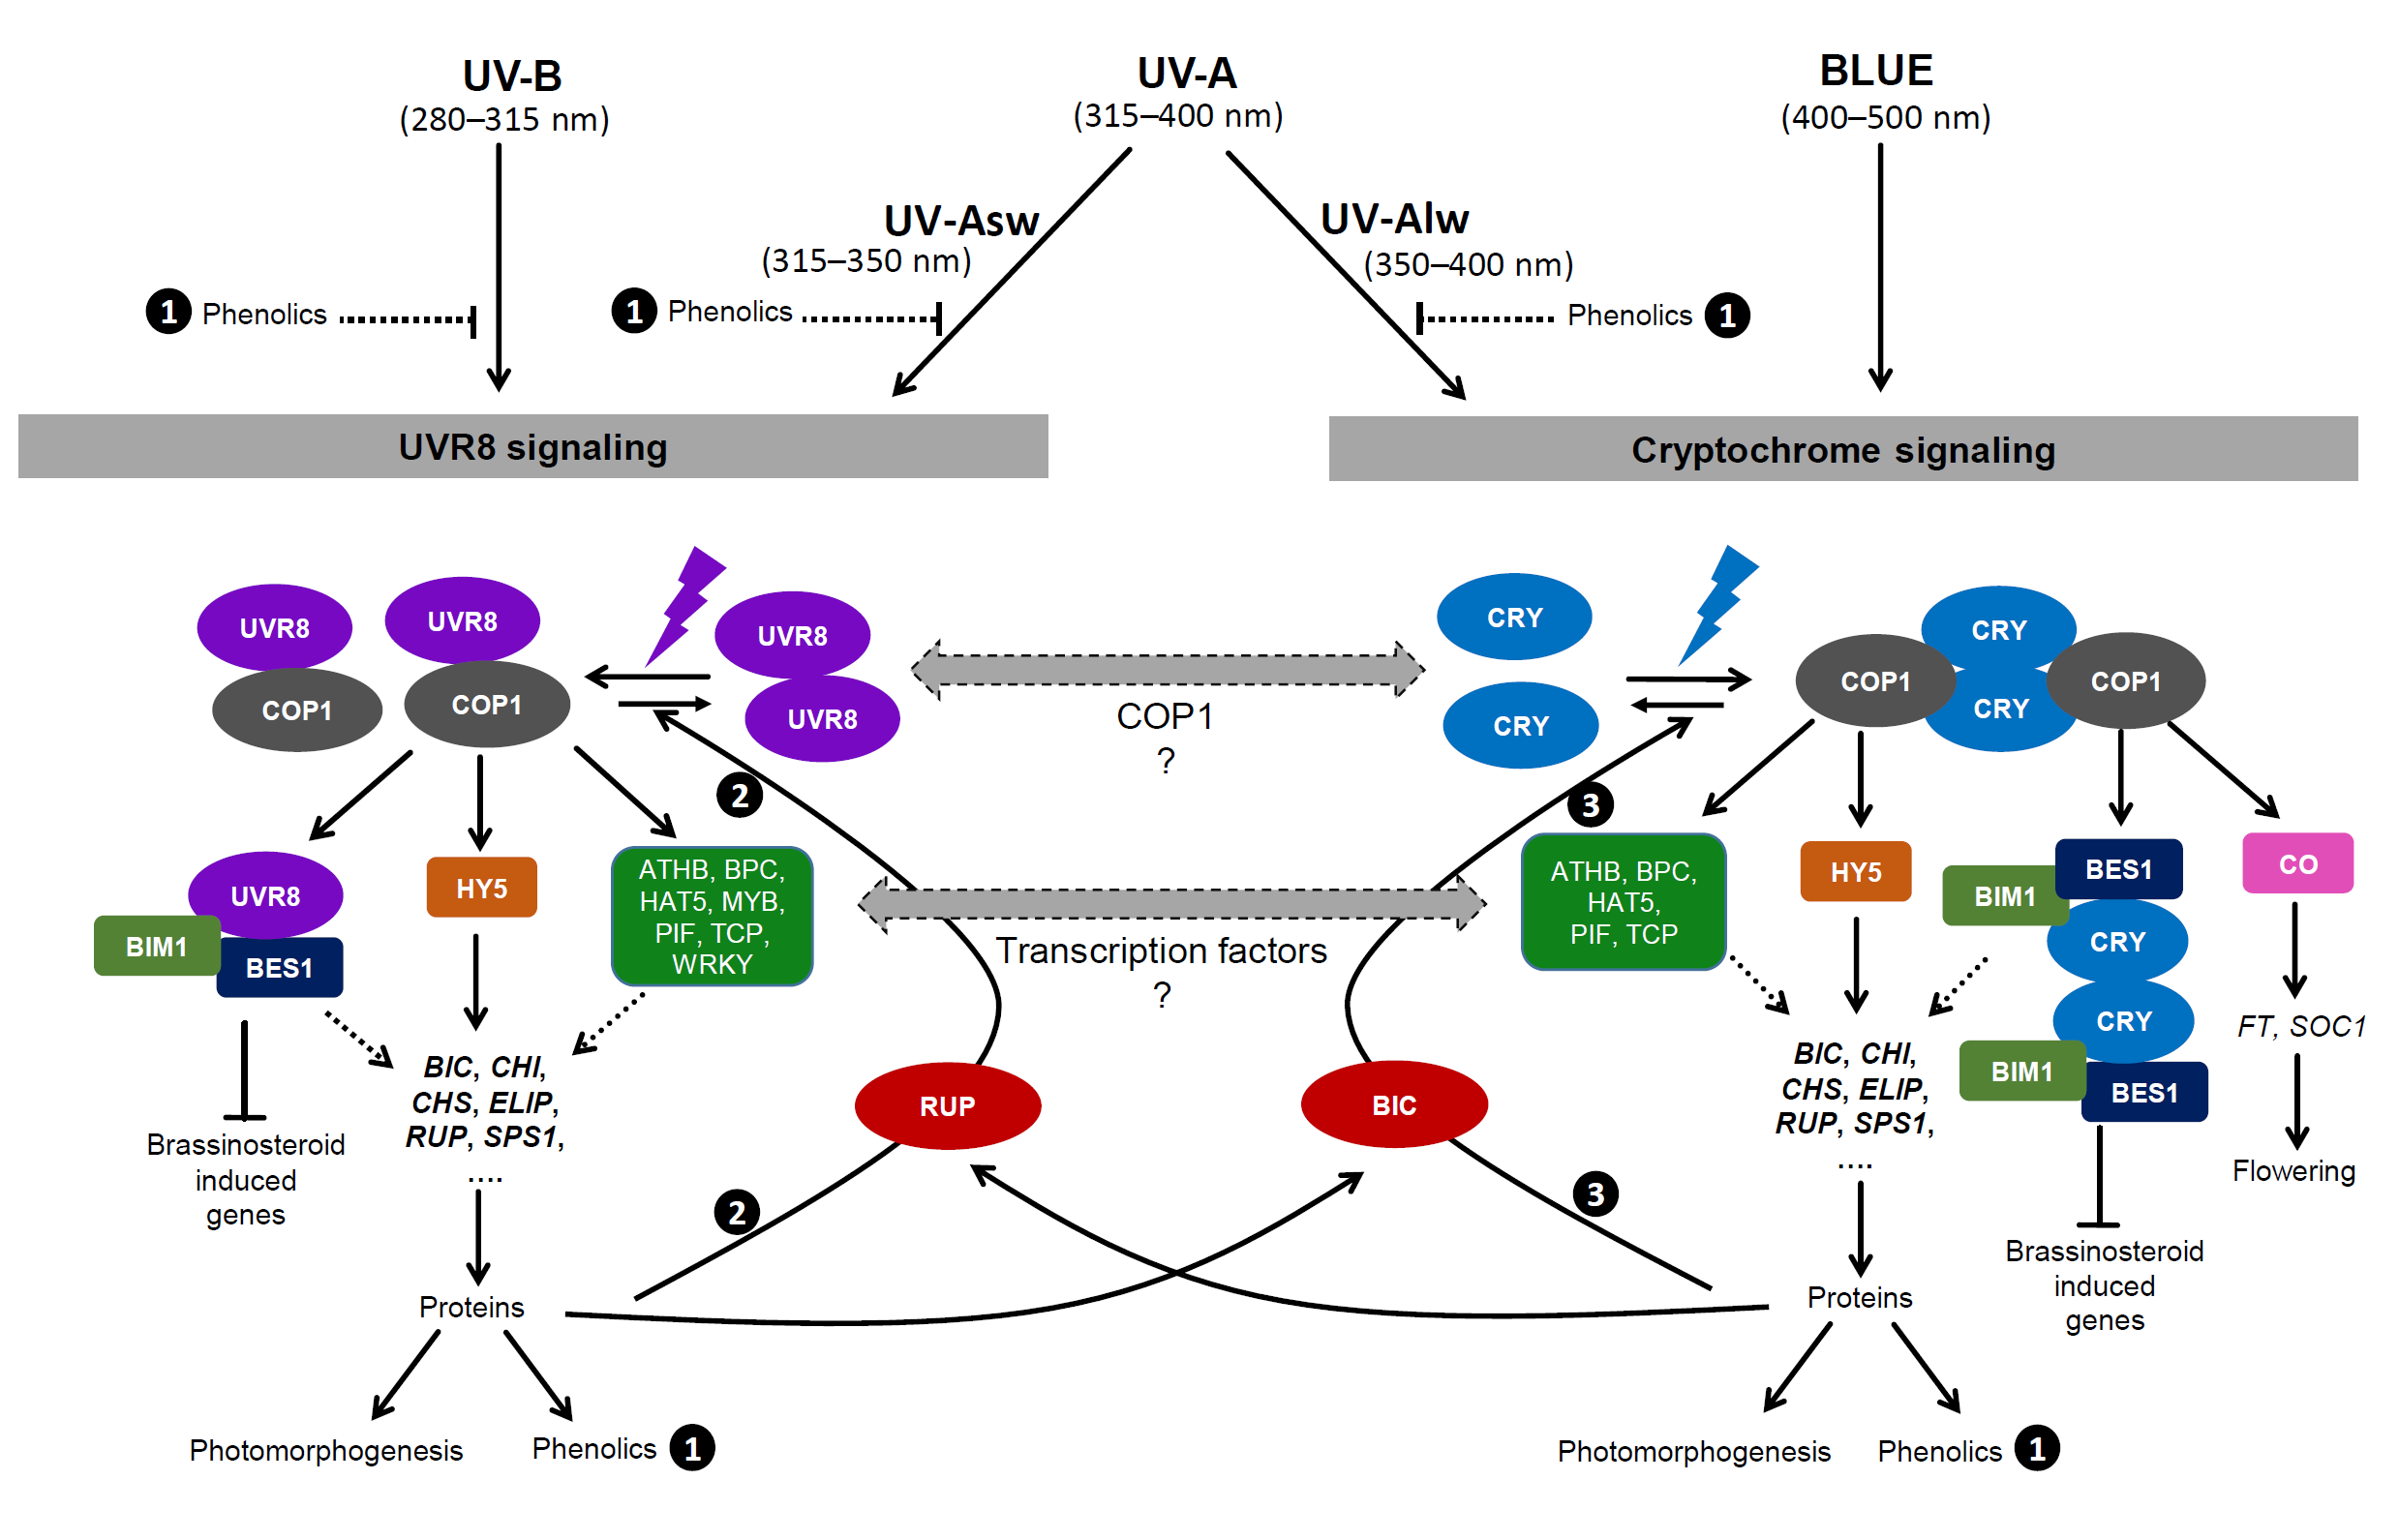 UV-B
(280–315 nm)
UV-A
(315–400 nm)
BLUE
(400–500 nm)
UV-Asw
(315–350 nm)
UV-Alw
(350–400 nm)
1 Phenolics
1 Phenolics
Phenolics 1
UVR8 signaling
Cryptochrome signaling
UVR8
COP1
UVR8
COP1
UVR8
UVR8
COP1
?
CRY
CRY
COP1
CRY
CRY
COP1
2
3
UVR8
BIM1
BES1
HY5
ATHB, BPC,
HAT5, MYB,
PIF, TCP,
WRKY
Transcription factors
?
ATHB, BPC,
HAT5,
PIF, TCP
HY5
BIM1
BES1
CRY
CRY
BIM1
BES1
CO
FT, SOC1
Flowering
Brassinosteroid
induced
genes
BIC, CHI,
CHS, ELIP,
RUP, SPS1,
....
RUP
BIC
BIC, CHI,
CHS, ELIP,
RUP, SPS1,
....
Brassinosteroid
induced
genes
2
3
Proteins
Proteins
Photomorphogenesis
Phenolics 1
Photomorphogenesis
Phenolics 1